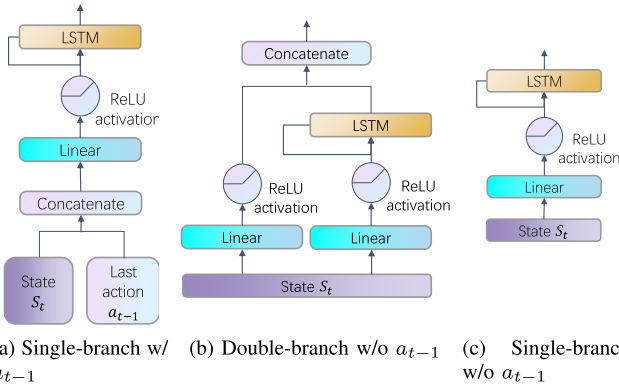 LSTM
ReLU
activation
Linear
Concatenate
State
S_t
Last
action
a_{t-1}
a) Single-branch w/
a_{t-1}
Concatenate
LSTM
ReLU
activation
ReLU
activation
Linear
Linear
State S_t
(b) Double-branch w/o a_{t-1}
LSTM
ReLU
activation
Linear
State S_t
(c) Single-branc
w/o a_{t-1}